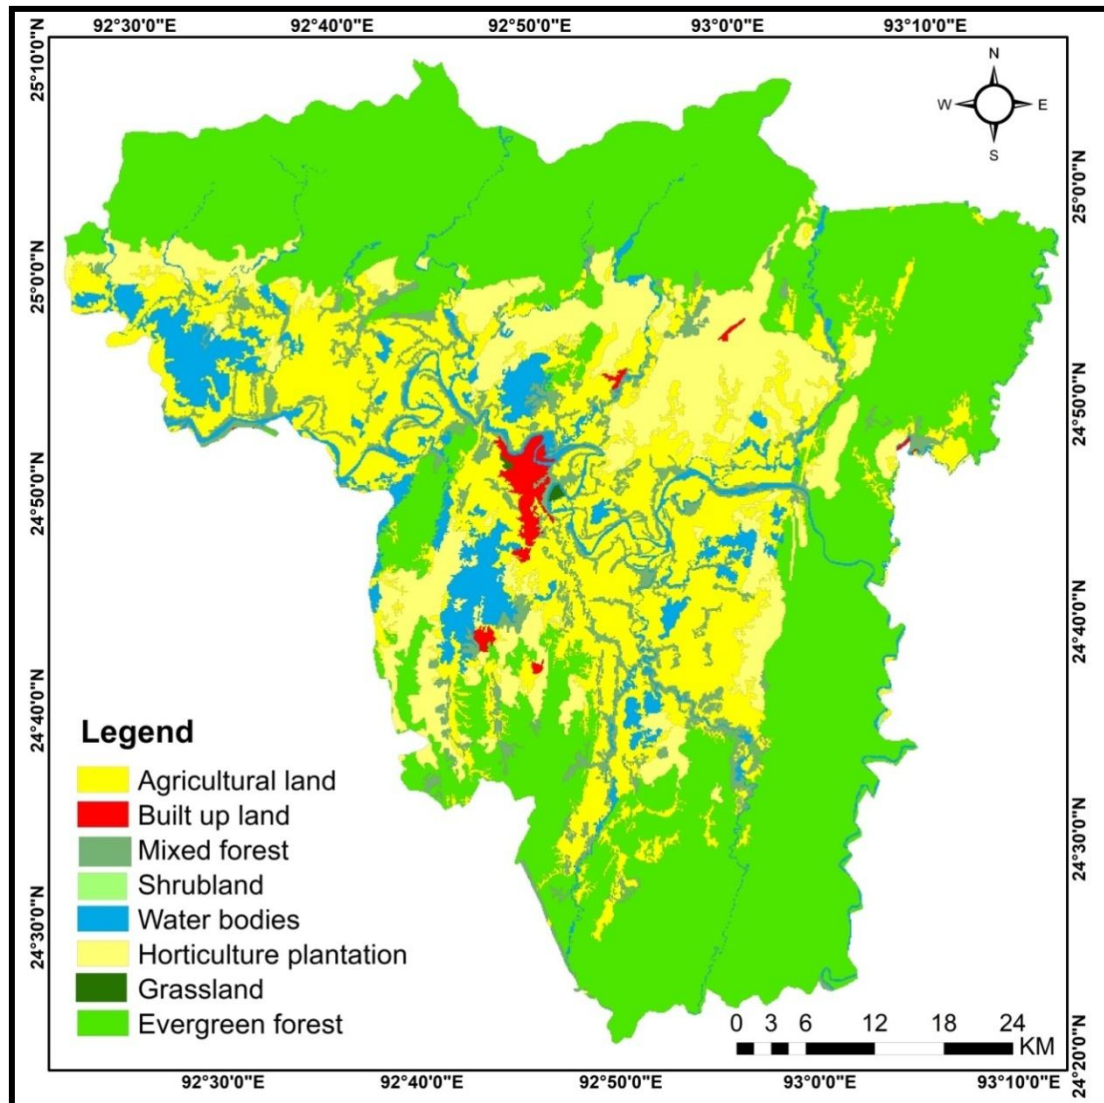 92°30'0"E 92°40'0"E 92°50'0"E 93°0'0"E 93°10'0"E
25°10'0"N
25°0'0"N
24°50'0"N
24°40'0"N
24°30'0"N
N
W E
S
25°0'0"N
24°50'0"N
24°40'0"N
24°30'0"N
24°20'0"N
Legend
Agricultural land
Built up land
Mixed forest
Shrubland
Water bodies
Horticulture plantation
Grassland
Evergreen forest
0 3 6 12 18 24
KM
92°30'0"E 92°40'0"E 92°50'0"E 93°0'0"E 93°10'0"E